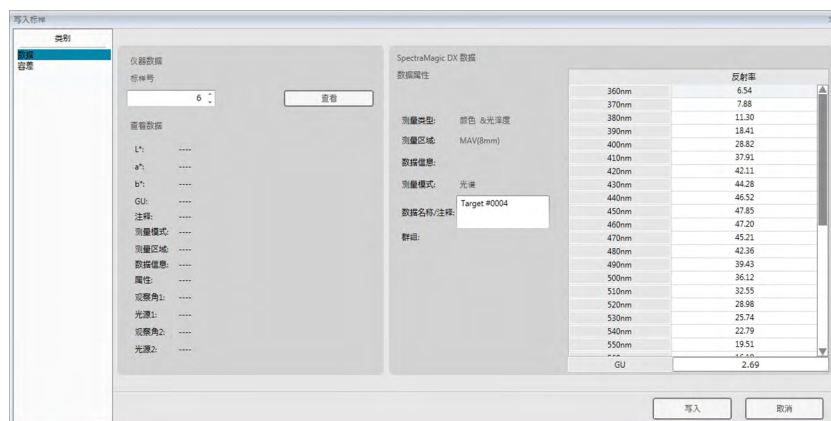 写入标样
类别
数据
容差
仪器数据
标样号
6
查看
查看数据
L*: ----
a*: ----
b*: ----
GU: ----
注释: ----
测量模式: ----
测量区域: ----
数据信息: ----
属性: ----
观察角1: ----
光源1: ----
观察角2: ----
光源2: ----
SpectraMagic DX 数据
数据属性
测量类型: 颜色 &光泽度
测量区域: MAV(8mm)
数据信息:
测量模式: 光谱
数据名称/注释: Target #0004
群组:
反射率
360nm 6.54
370nm 7.88
380nm 11.30
390nm 18.41
400nm 28.82
410nm 37.91
420nm 42.11
430nm 44.28
440nm 46.52
450nm 47.85
460nm 47.20
470nm 45.21
480nm 42.36
490nm 39.43
500nm 36.12
510nm 32.55
520nm 28.98
530nm 25.74
540nm 22.79
550nm 19.51
GU 2.69
写入
取消